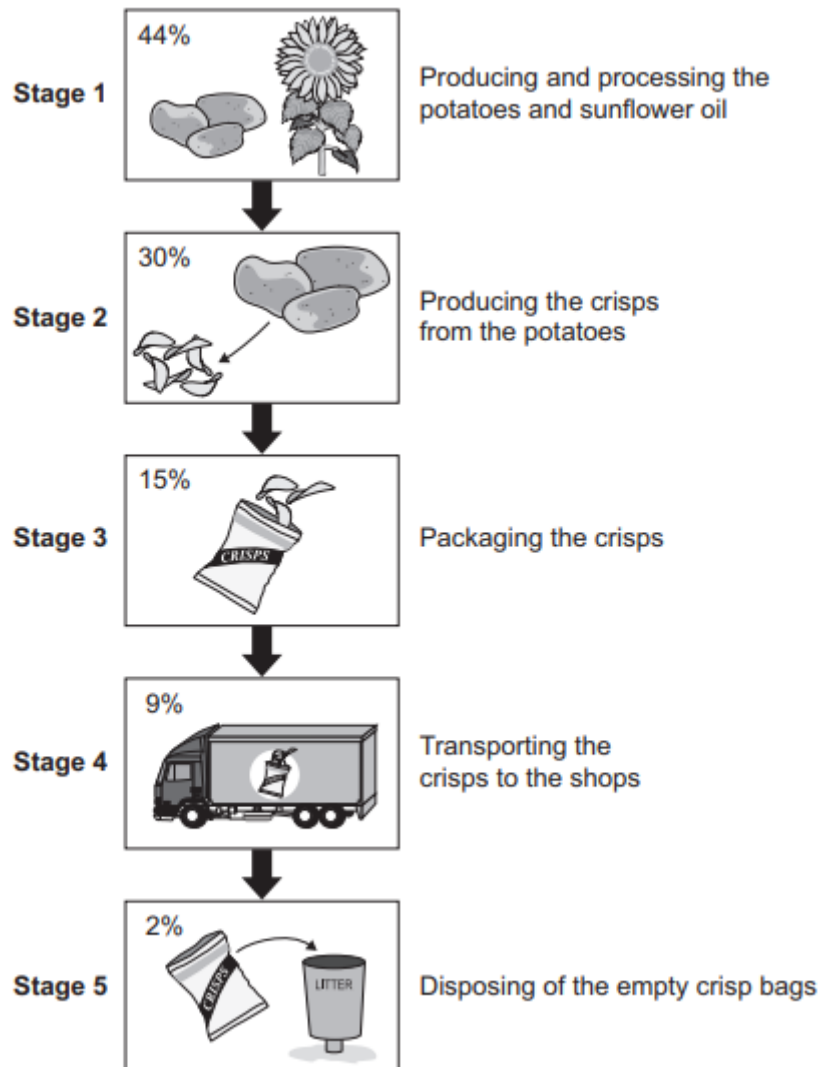 44%
Stage 1
Producing and processing the
potatoes and sunflower oil
30%
Stage 2
Producing the crisps
from the potatoes
15%
Stage 3
CRISPS
Packaging the crisps
9%
Stage 4
Transporting the
crisps to the shops
2%
Stage 5
CRISPS
LITTER
Disposing of the empty crisp bags